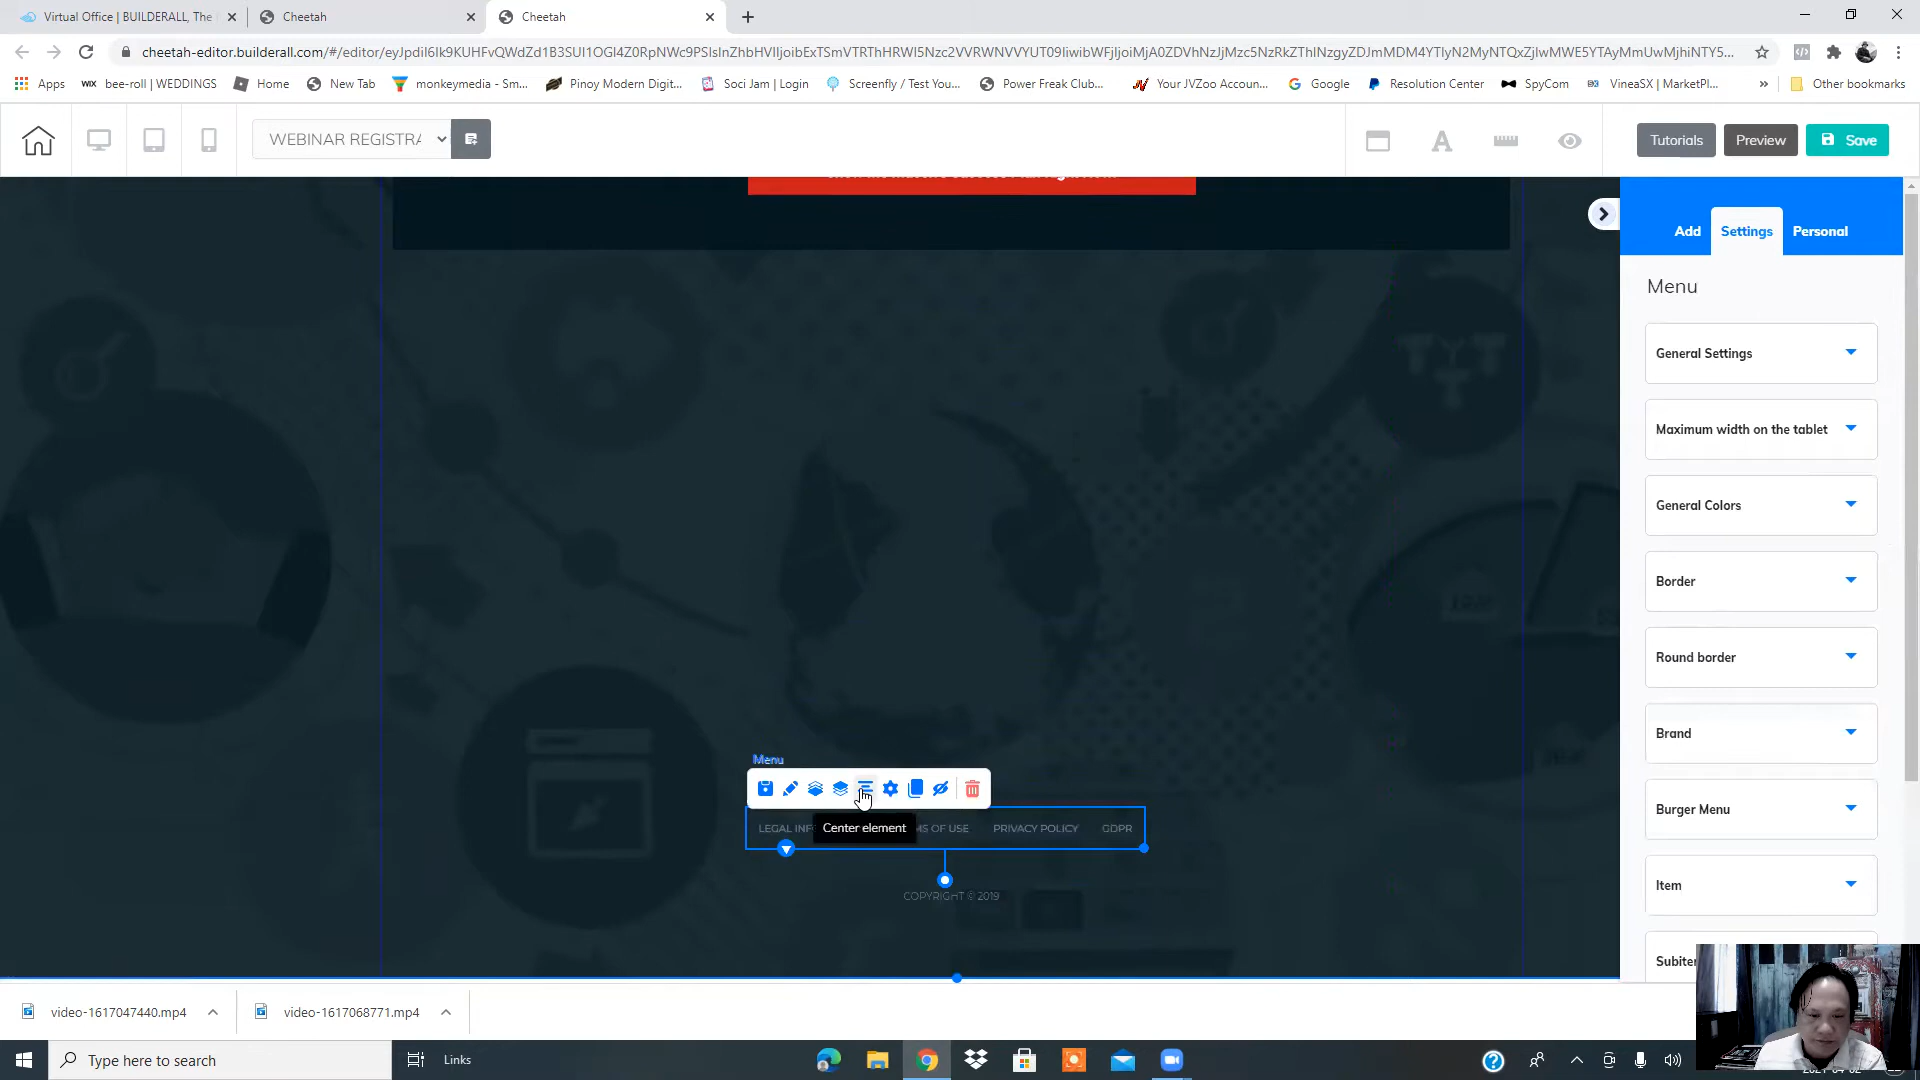 Virtual Office | BUILDERALL, The
Cheetah
Cheetah
cheetah-editor.builderall.com/#/editor/
Apps
WIX bee-roll | WEDDINGS
Home
New Tab
monkeymedia - Sm...
Pinoy Modern Digit...
Soci Jam | Login
Screenfly / Test You...
Power Freak Club...
Your JVZoo Accoun...
Google
Resolution Center
SpyCom
VineaSX | MarketPl...
Other bookmarks
WEBINAR REGISTRA
Tutorials
Preview
Save
Add
Settings
Personal
Menu
General Settings
Maximum width on the tablet
General Colors
Border
Round border
Brand
Burger Menu
Item
Menu
LEGAL INF
Center element
MS OF USE
PRIVACY POLICY
GDPR
COPYRIGHT © 2019
video-1617047440.mp4
video-1617068771.mp4
Type here to search
Links